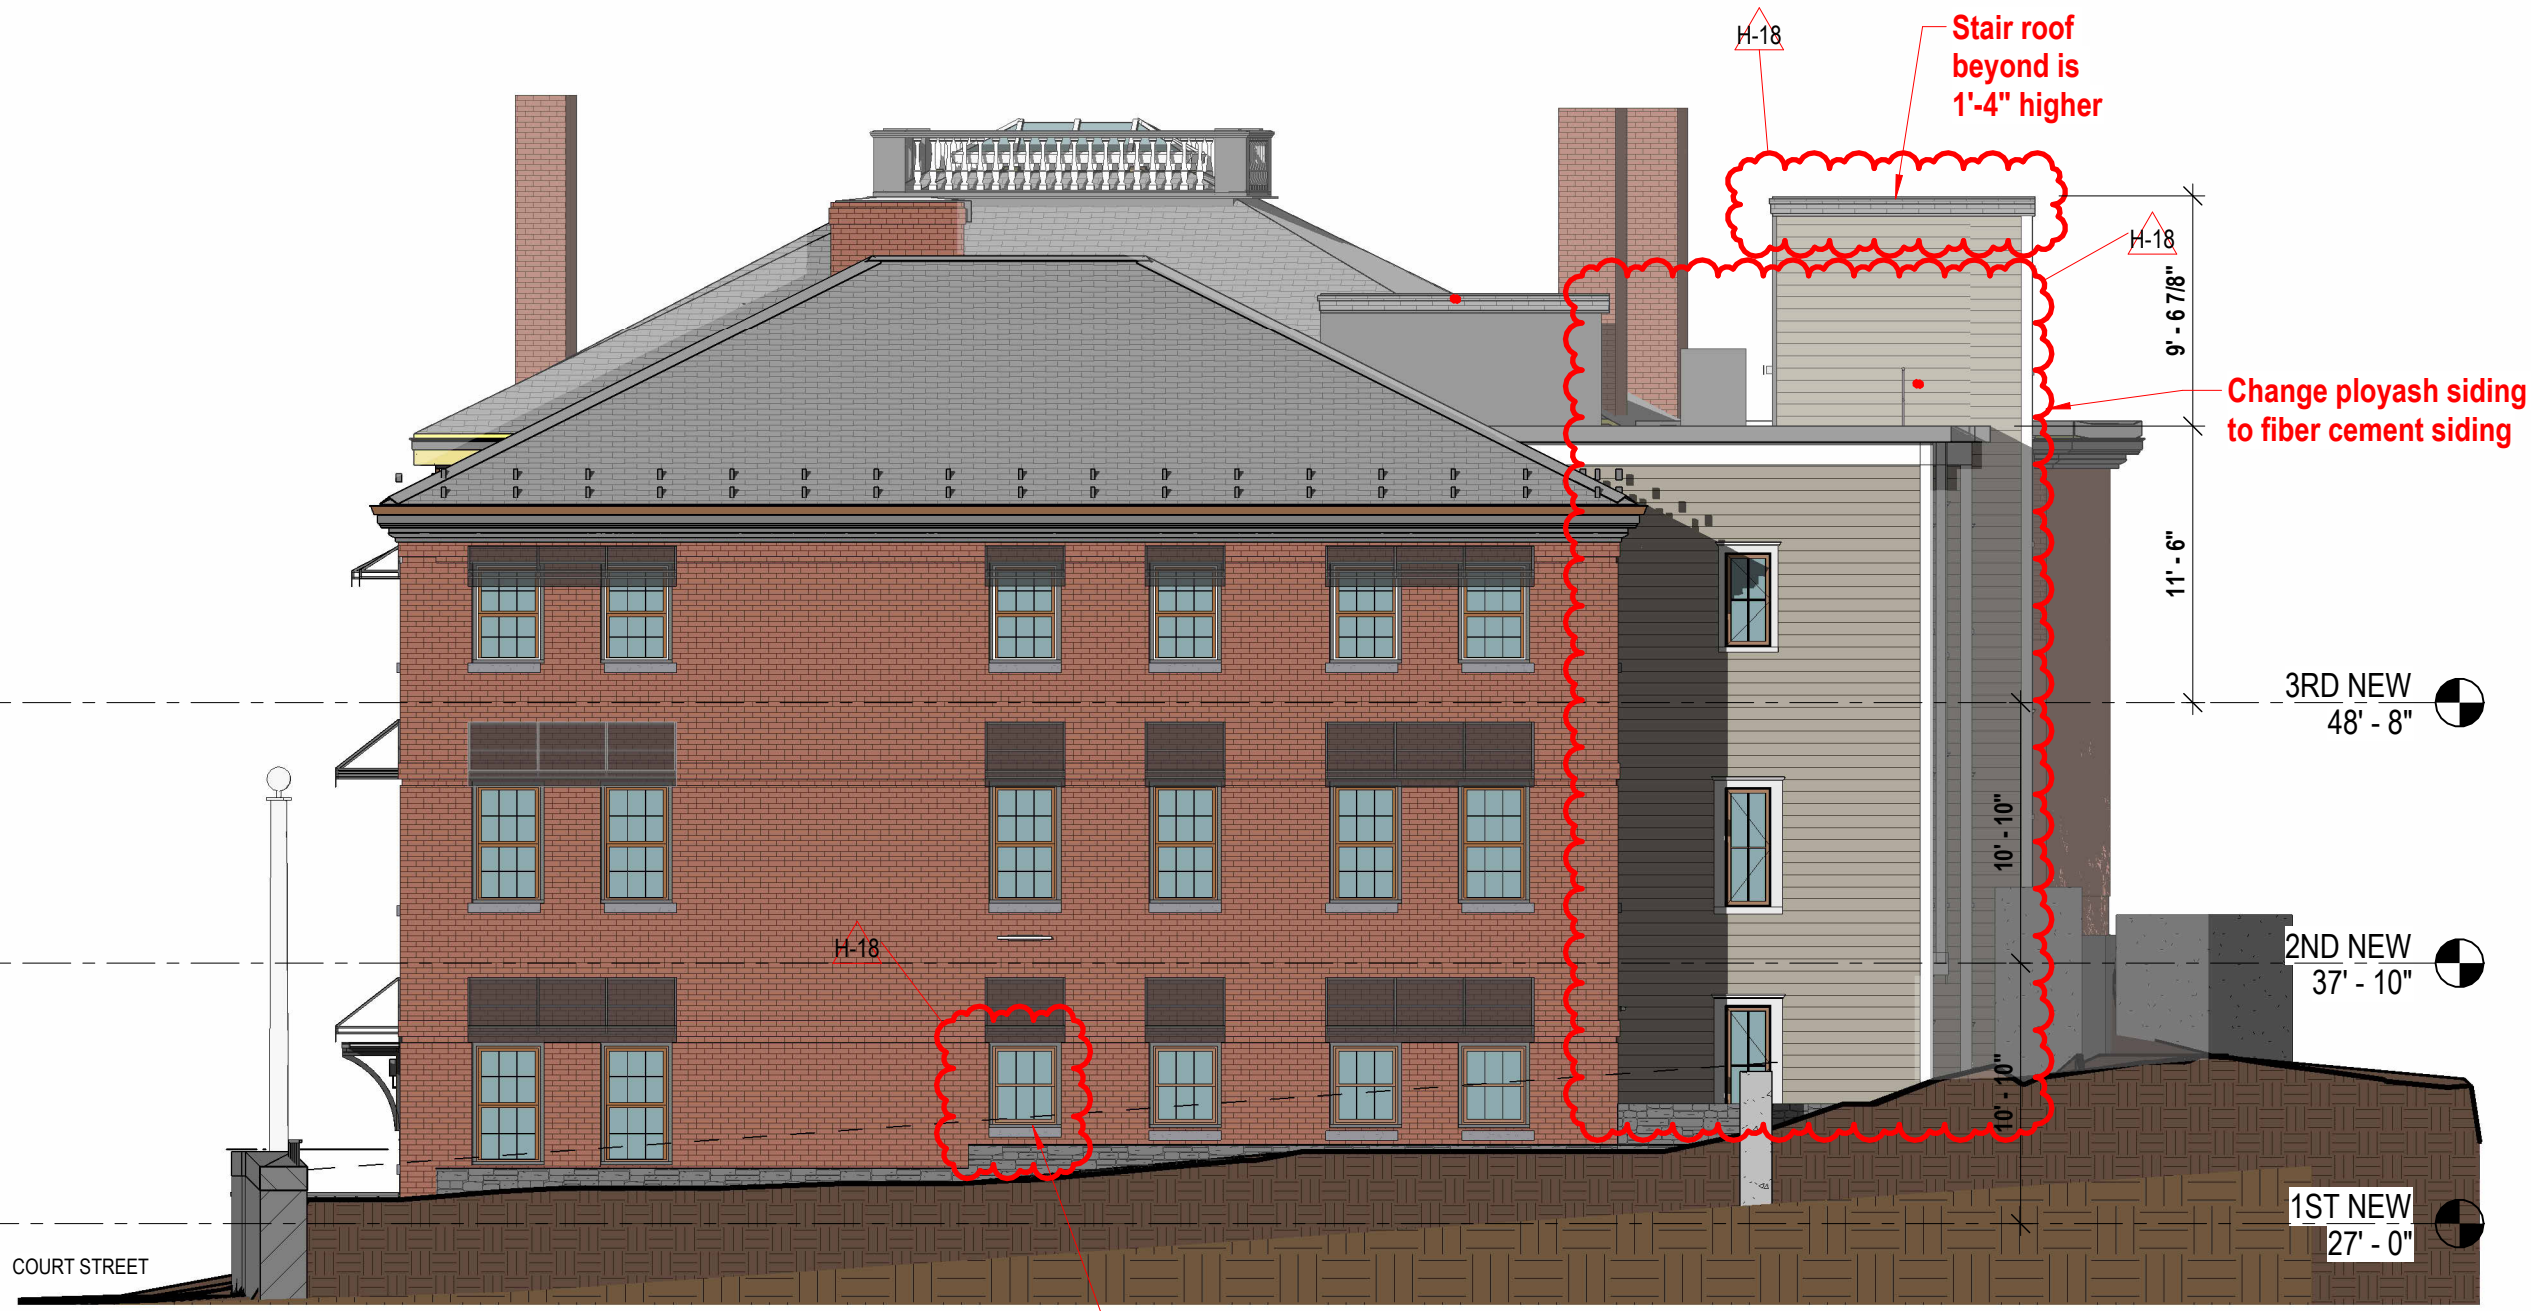 H-18
Stair roof
beyond is
1'-4" higher
H-18
9' - 6 7/8"
Change ployash siding
to fiber cement siding
11' - 6"
3RD NEW
48' - 8"
10' - 10"
H-18
2ND NEW
37' - 10"
10' - 10"
1ST NEW
27' - 0"
COURT STREET